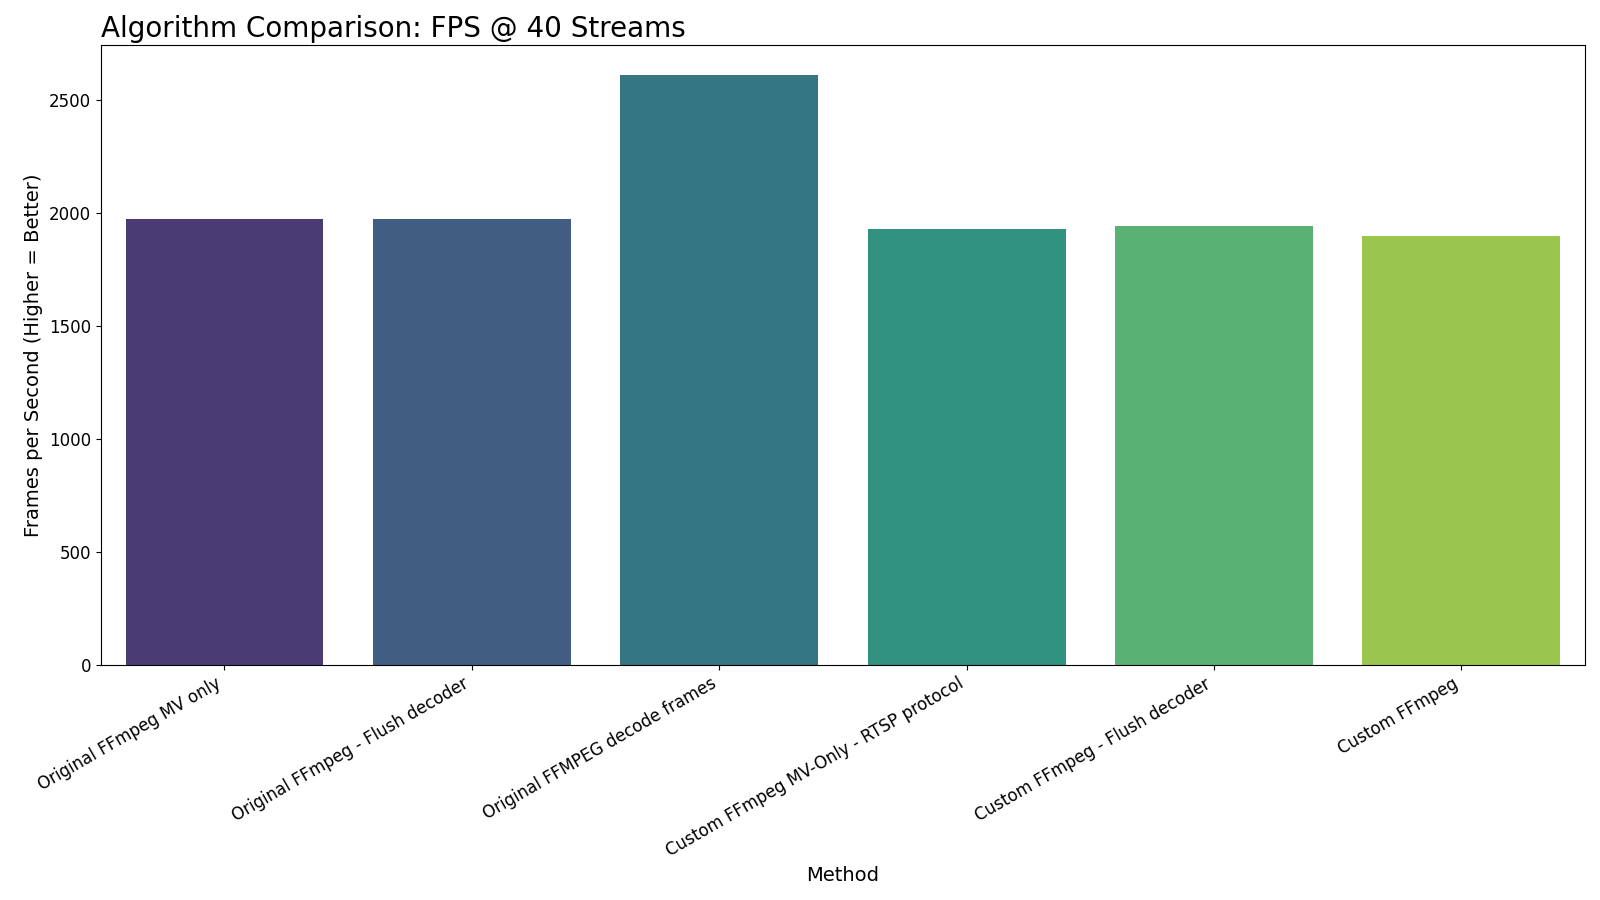 Algorithm Comparison: FPS @ 40 Streams
Frames per Second (Higher = Better)
2500
2000
1500
1000
500
0
Original FFmpeg MV only
Original FFmpeg - Flush decoder
Original FFMPEG decode frames
Custom FFmpeg MV-Only - RTSP protocol
Custom FFmpeg - Flush decoder
Custom FFmpeg
Method